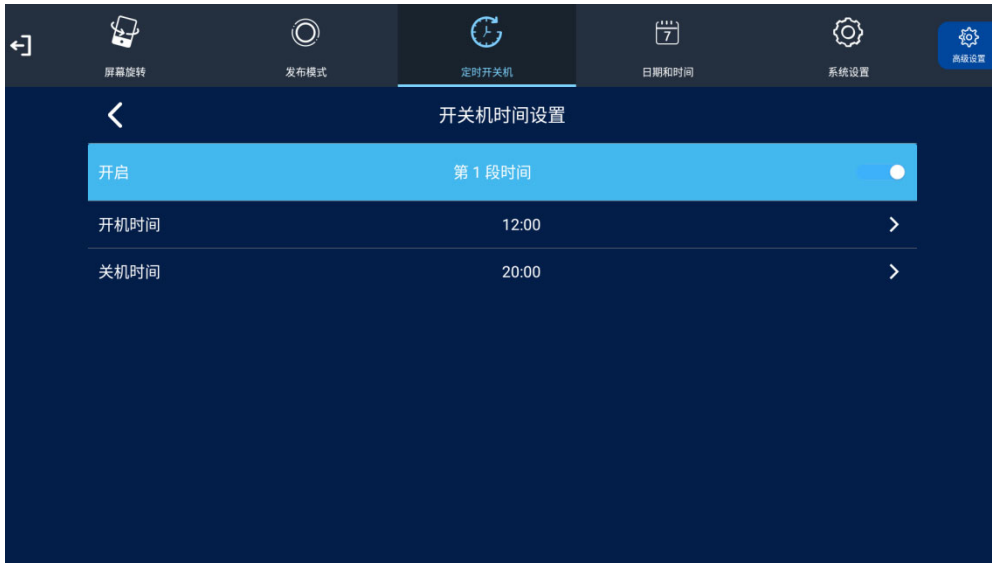 屏幕旋转
发布模式
定时开关机
7
日期和时间
系统设置
高级设置
开关机时间设置
开启 第 1 段时间
开机时间 12:00
关机时间 20:00